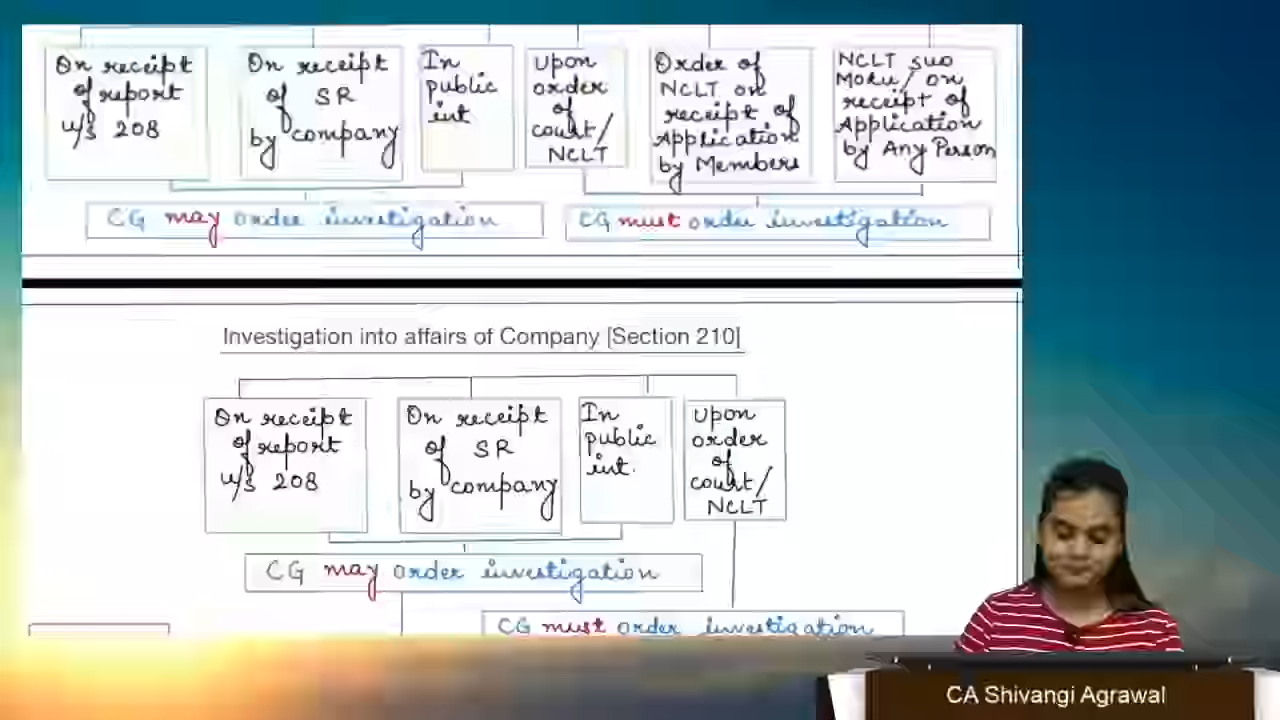 On receipt
of report
u/s 208
On receipt
of SR
by company
In
public
int
Upon
order
of
court/
NCLT
Order of
NCLT on
receipt of
Application
by Members
NCLT suo
Motu/ on
receipt of
Application
by Any Person
CG may order investigation
CG must order investigation
Investigation into affairs of Company [Section 210]
On receipt
of report
u/s 208
On receipt
of SR
by company
In
public
int.
Upon
order
of
court/
NCLT
CG may order investigation
CG must order investigation
CA Shivangi Agrawal